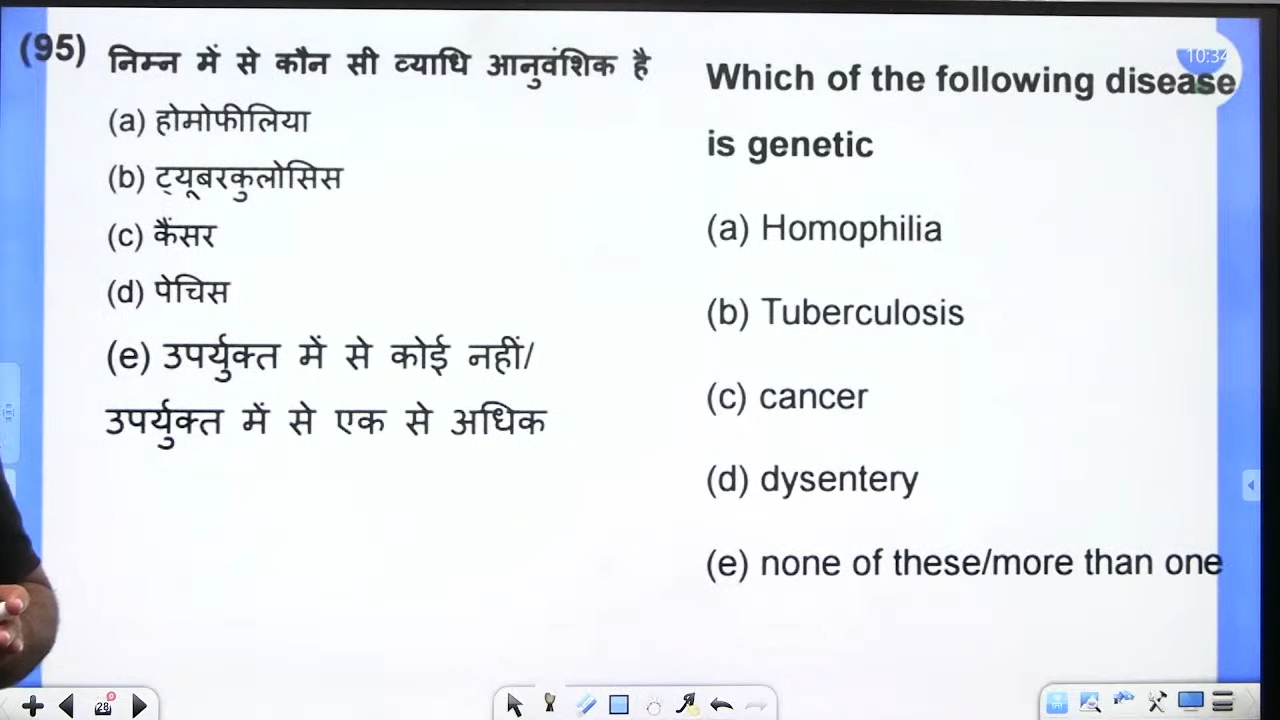 (95) निम्न में से कौन सी व्याधि आनुवंशिक है
(a) होमोफीलिया
(b) ट्यूबरकुलोसिस
(c) कैंसर
(d) पेचिस
(e) उपर्युक्त में से कोई नहीं/
उपर्युक्त में से एक से अधिक
10:34
Which of the following disease
is genetic
(a) Homophilia
(b) Tuberculosis
(c) cancer
(d) dysentery
(e) none of these/more than one
28